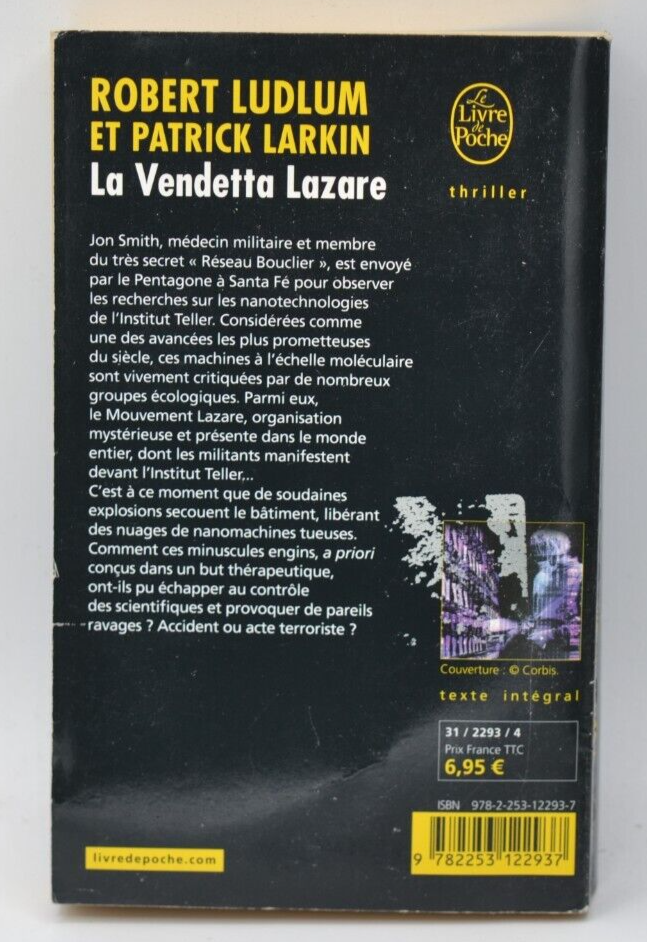 ROBERT LUDLUM
ET PATRICK LARKIN
La Vendetta Lazare
Le
Livre
de
Poche
thriller
Jon Smith, médecin militaire et membre
du très secret « Réseau Bouclier », est envoyé
par le Pentagone à Santa Fé pour observer
les recherches sur les nanotechnologies
de l'Institut Teller. Considérées comme
une des avancées les plus prometteuses
du siècle, ces machines à l'échelle moléculaire
sont vivement critiquées par de nombreux
groupes écologiques. Parmi eux,
le Mouvement Lazare, organisation
mystérieuse et présente dans le monde
entier, dont les militants manifestent
devant l'Institut Teller...
C'est à ce moment que de soudaines
explosions secouent le bâtiment, libérant
des nuages de nanomachines tueuses.
Comment ces minuscules engins, a priori
conçus dans un but thérapeutique,
ont-ils pu échapper au contrôle
des scientifiques et provoquer de pareils
ravages ? Accident ou acte terroriste ?
Couverture : © Corbis.
texte intégral
31 / 2293 / 4
Prix France TTC
6,95 €
ISBN 978-2-253-12293-7
9 782253 122937
livredepoche.com